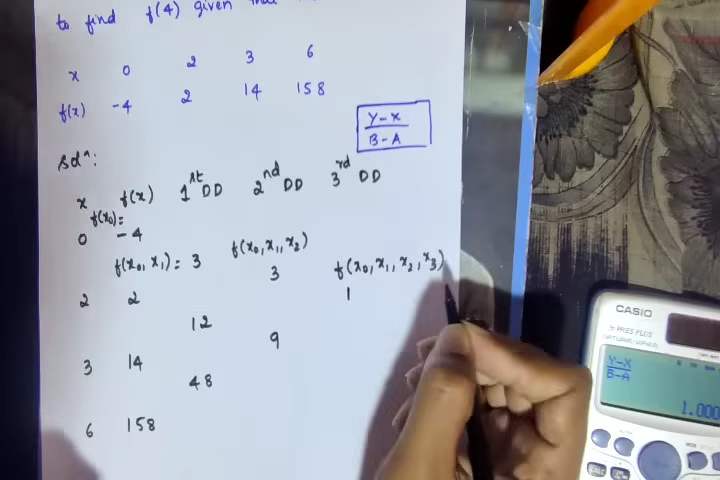 to find f(4) given that
x 0 2 3 6
f(x) -4 2 14 158
Y-X
B-A
Solⁿ:
x f(x) 1st DD 2nd DD 3rd DD
f(x₀)=
0 -4
f(x₀, x₁) = 3 f(x₀, x₁, x₂)
3 f(x₀, x₁, x₂, x₃)
2 2 1
12
9
3 14
48
6 158
CASIO
Y-X
B-A
1.000